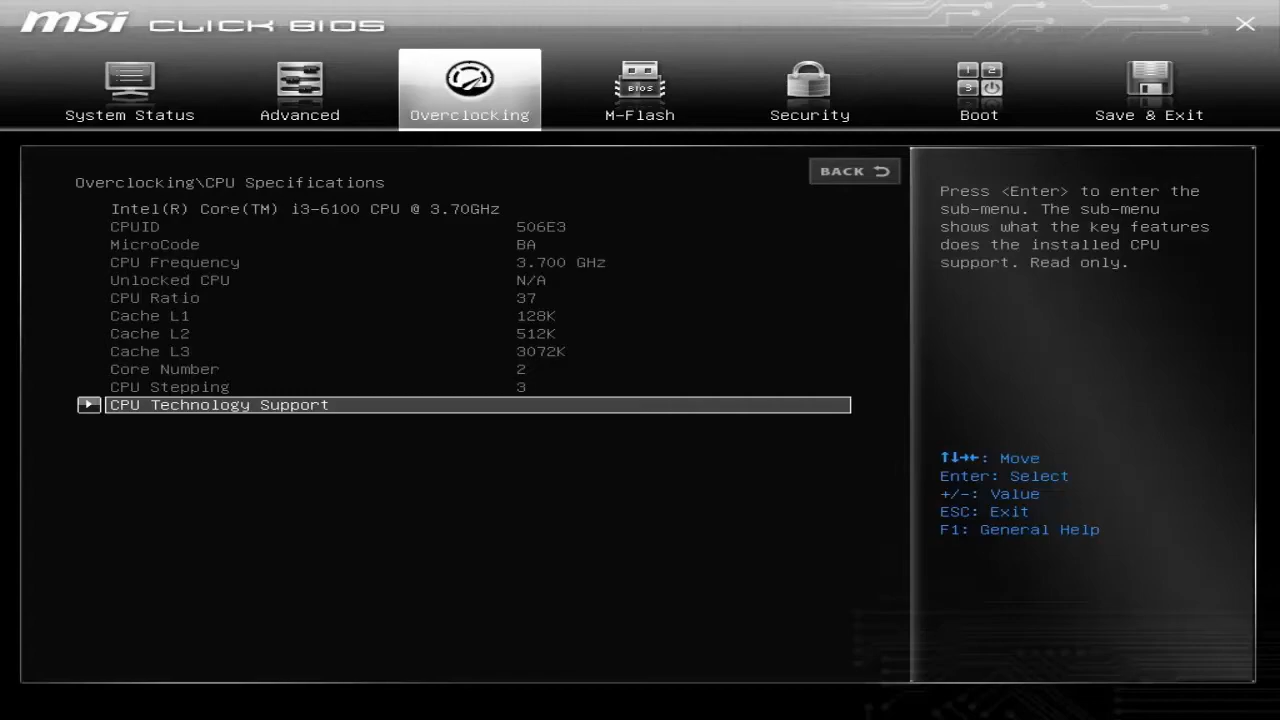 msi CLICK BIOS
System Status
Advanced
Overclocking
BIOS
M-Flash
Security
1 2
3
Boot
Save & Exit
BACK
Overclocking\CPU Specifications
Intel(R) Core(TM) i3-6100 CPU @ 3.70GHz
CPUID 506E3
MicroCode BA
CPU Frequency 3.700 GHz
Unlocked CPU N/A
CPU Ratio 37
Cache L1 128K
Cache L2 512K
Cache L3 3072K
Core Number 2
CPU Stepping 3
CPU Technology Support
Press <Enter> to enter the
sub-menu. The sub-menu
shows what the key features
does the installed CPU
support. Read only.
↑↓→←: Move
Enter: Select
+/-: Value
ESC: Exit
F1: General Help